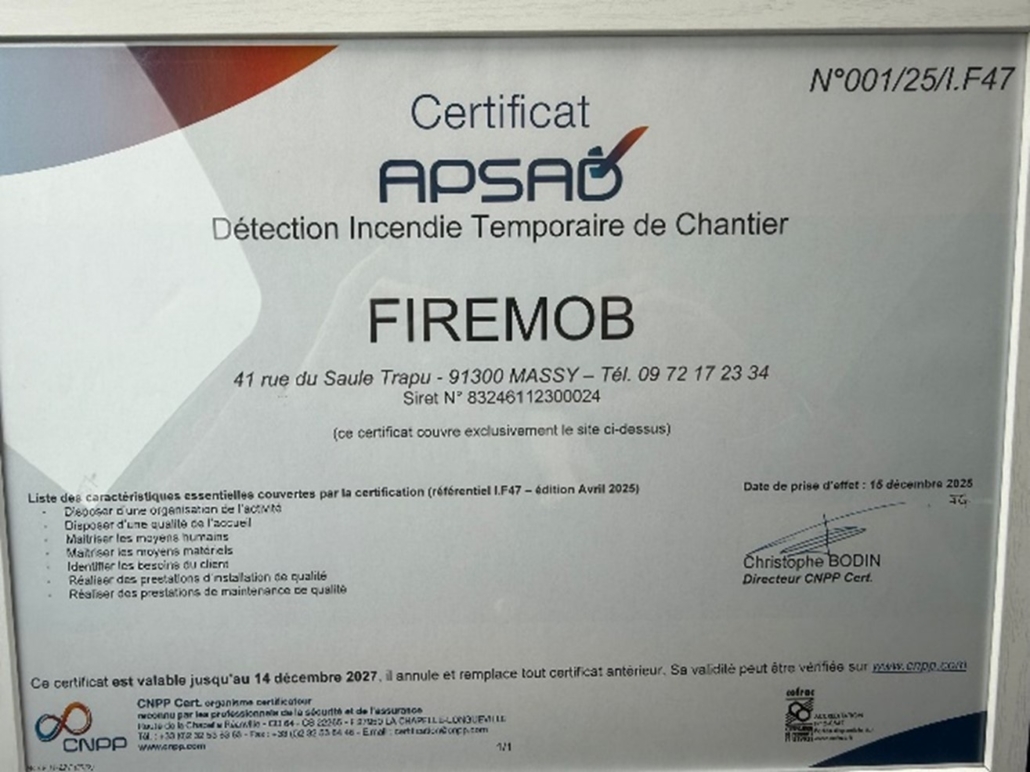 N°001/25/I.F47
Certificat
APSAD
Détection Incendie Temporaire de Chantier
FIREMOB
41 rue du Saule Trapu - 91300 MASSY – Tél. 09 72 17 23 34
Siret N° 83246112300024
(ce certificat couvre exclusivement le site ci-dessus)
Liste des caractéristiques essentielles couvertes par la certification (référentiel I.F47 – édition Avril 2025)
- Disposer d'une organisation de l'activité
- Disposer d'une qualité de l'accueil
- Maîtriser les moyens humains
- Maîtriser les moyens matériels
- Identifier les besoins du client
- Réaliser des prestations d'installation de qualité
- Réaliser des prestations de maintenance de qualité
Date de prise d'effet : 15 décembre 2025
Christophe BODIN
Directeur CNPP Cert.
Ce certificat est valable jusqu'au 14 décembre 2027, il annule et remplace tout certificat antérieur. Sa validité peut être vérifiée sur www.cnpp.com
CNPP Cert. organisme certificateur
reconnu par les professionnels de la sécurité et de l'assurance
LA CHAPELLE-LONGUEVILLE
www.cnpp.com
CNPP
1/1
cofrac